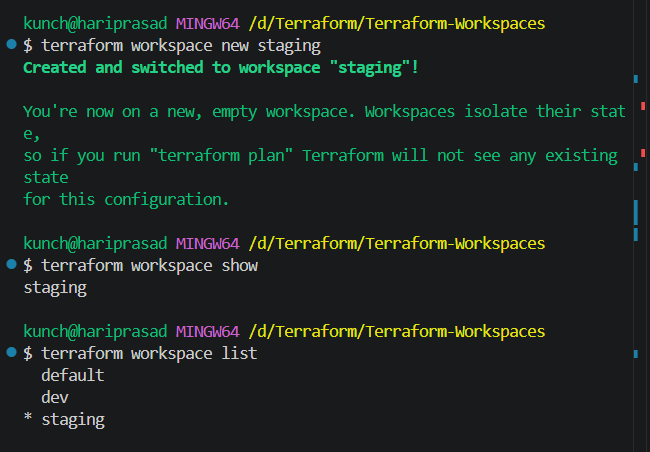 kunch@hariprasad MINGW64 /d/Terraform/Terraform-Workspaces
$ terraform workspace new staging
Created and switched to workspace "staging"!
You're now on a new, empty workspace. Workspaces isolate their stat
e,
so if you run "terraform plan" Terraform will not see any existing
state
for this configuration.
kunch@hariprasad MINGW64 /d/Terraform/Terraform-Workspaces
$ terraform workspace show
staging
kunch@hariprasad MINGW64 /d/Terraform/Terraform-Workspaces
$ terraform workspace list
  default
  dev
* staging